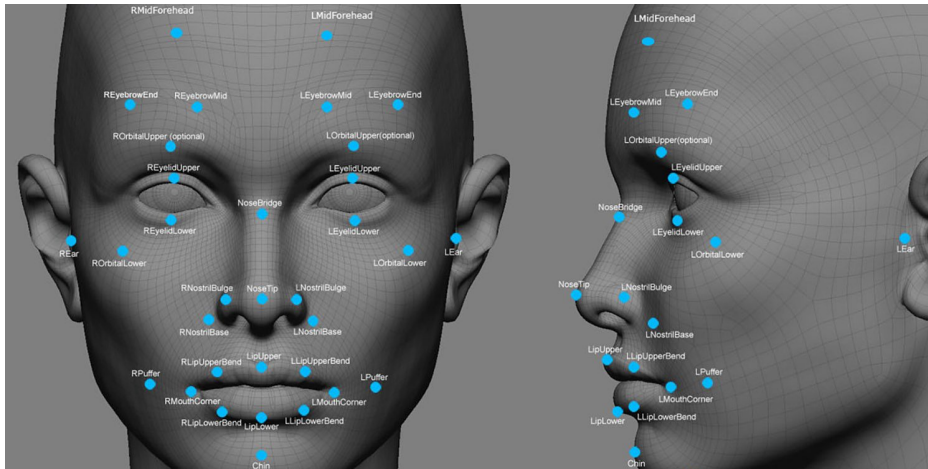 RMidForehead
LMidForehead
REyebrowEnd
REyebrowMid
LEyebrowMid
LEyebrowEnd
ROrbitalUpper (optional)
LOrbitalUpper(optional)
REyelidUpper
LEyelidUpper
NoseBridge
REyelidLower
LEyelidLower
REar
ROrbitalLower
LOrbitalLower
LEar
RNostrilBulge
NoseTip
LNostrilBulge
RNostrilBase
LNostrilBase
RLipUpperBend
LipUpper
LLipUpperBend
RPuffer
LPuffer
RMouthCorner
LMouthCorner
RLipLowerBend
LipLower
LLipLowerBend
Chin
LMidForehead
LEyebrowMid
LEyebrowEnd
LOrbitalUpper(optional)
LEyelidUpper
NoseBridge
LEyelidLower
LOrbitalLower
LEar
NoseTip
LNostrilBulge
LNostrilBase
LipUpper
LLipUpperBend
LPuffer
LMouthCorner
LipLower
LLipLowerBend
Chin